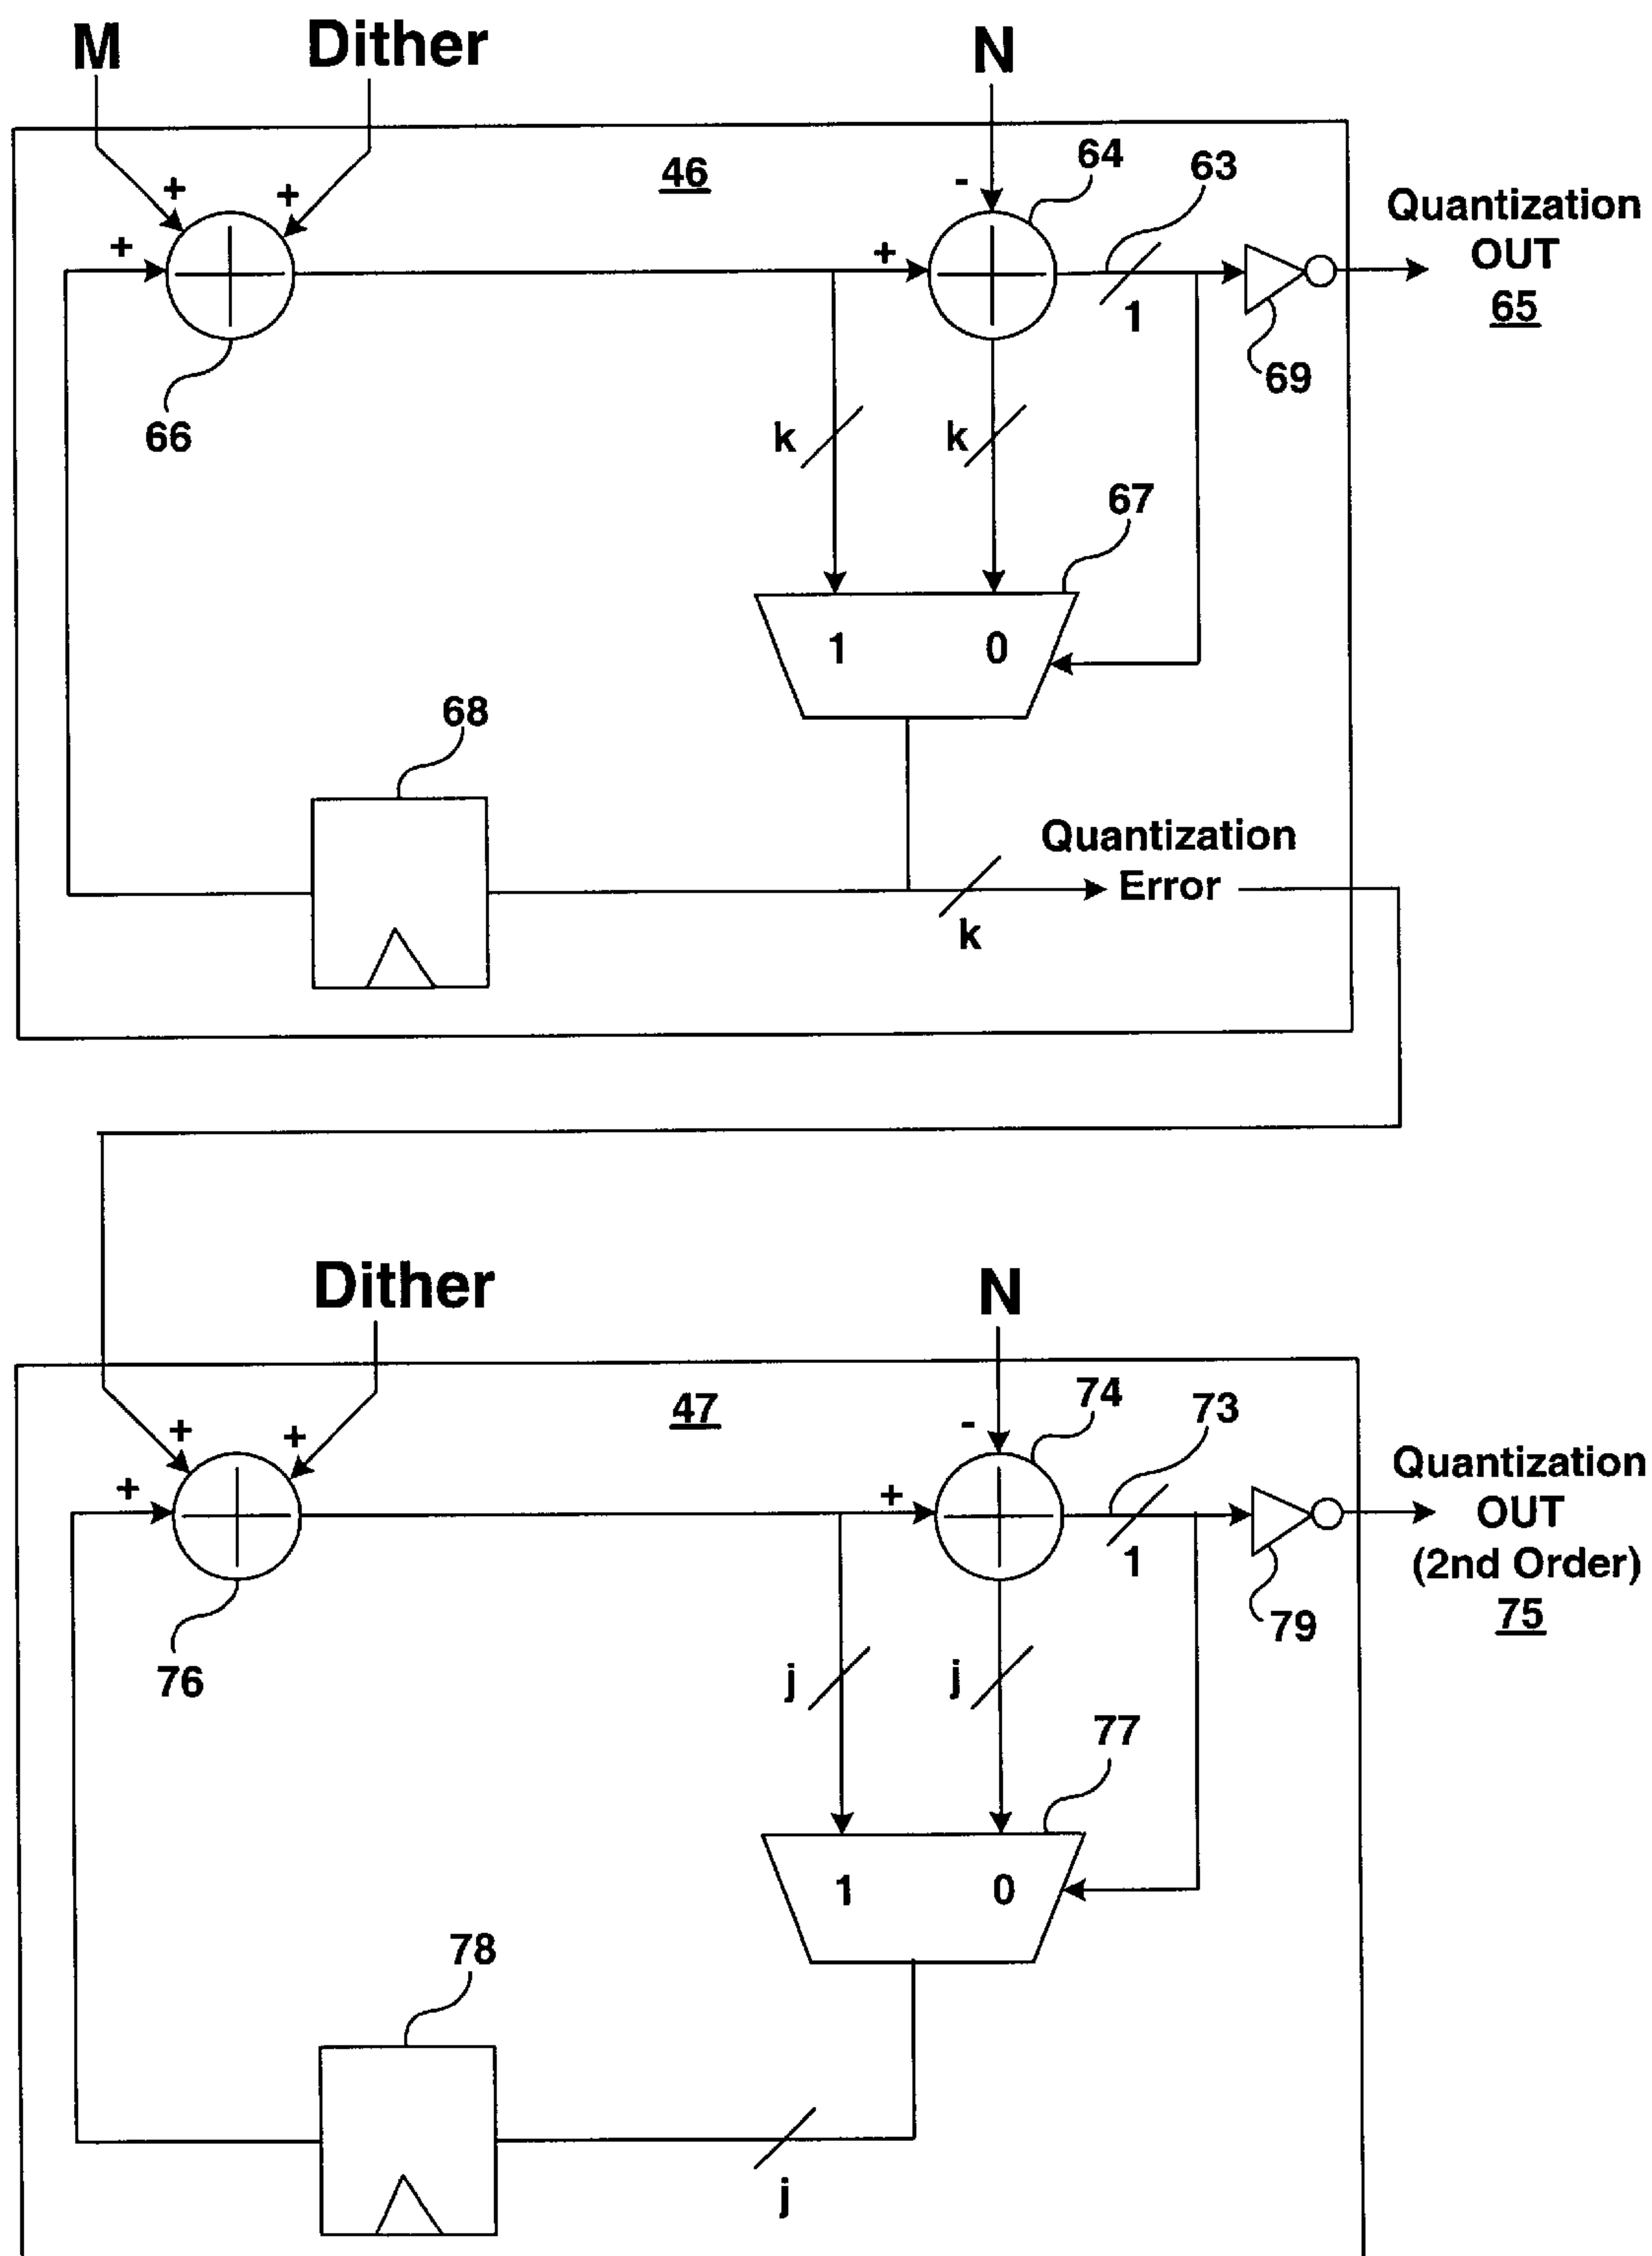 M
Dither
N
46
64
63
Quantization
OUT
65
+
+
-
+
+
1
69
66
k
k
67
1
0
68
Quantization
Error
k
Dither
N
47
74
73
Quantization
OUT
(2nd Order)
75
+
+
-
+
+
1
79
76
j
j
77
1
0
78
j